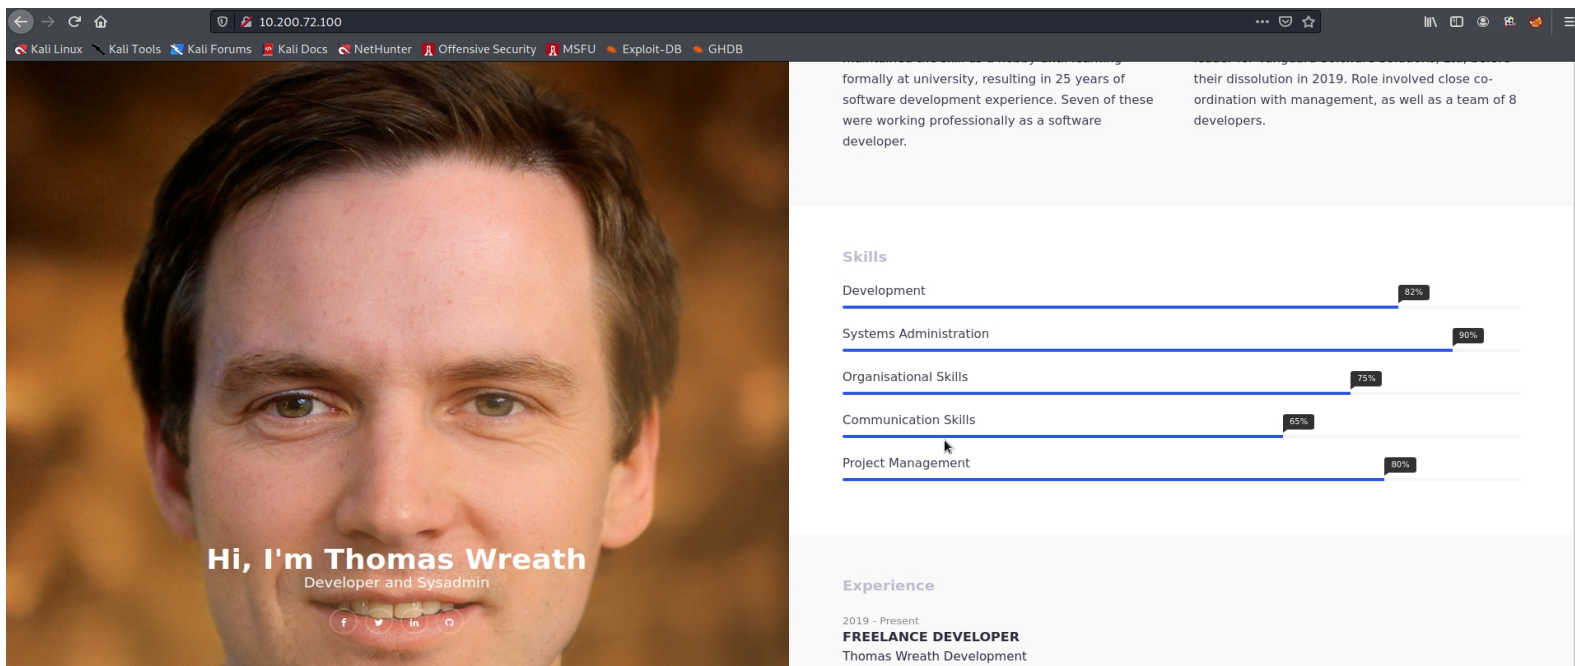 10.200.72.100
Kali Linux Kali Tools Kali Forums Kali Docs NetHunter Offensive Security MSFU Exploit-DB GHDB
formally at university, resulting in 25 years of
software development experience. Seven of these
were working professionally as a software
developer.
their dissolution in 2019. Role involved close co-
ordination with management, as well as a team of 8
developers.
Skills
Development
82%
Systems Administration
90%
Organisational Skills
75%
Communication Skills
65%
Project Management
80%
Hi, I'm Thomas Wreath
Developer and Sysadmin
Experience
2019 - Present
FREELANCE DEVELOPER
Thomas Wreath Development